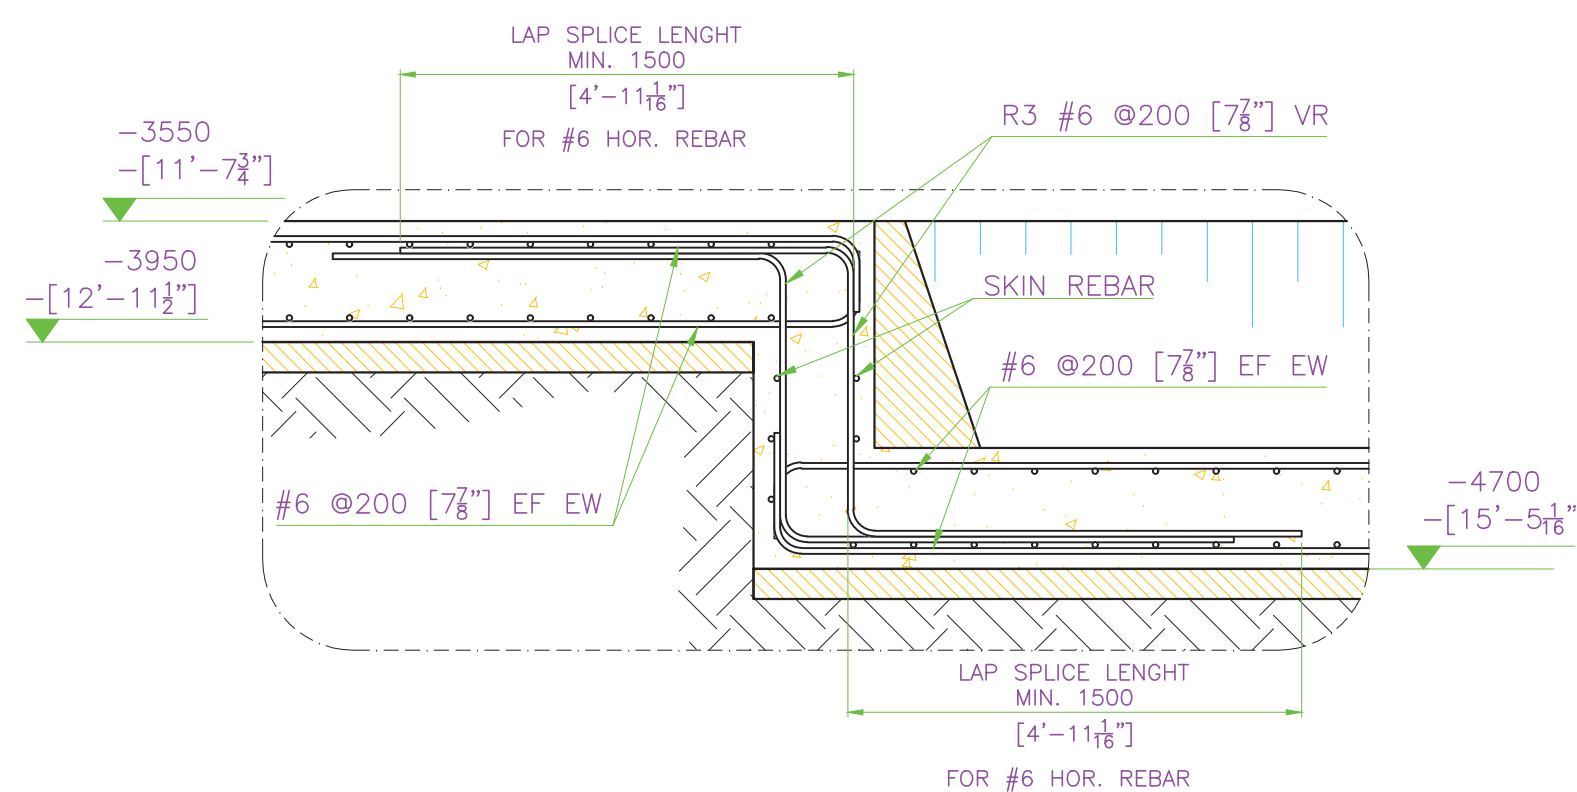 LAP SPLICE LENGHT
MIN. 1500
[4'-11 1/16"]
FOR #6 HOR. REBAR
R3 #6 @200 [7 7/8"] VR
-3550
-[11'-7 3/4"]
-3950
-[12'-11 1/2"]
SKIN REBAR
#6 @200 [7 7/8"] EF EW
#6 @200 [7 7/8"] EF EW
-4700
-[15'-5 1/16"
LAP SPLICE LENGHT
MIN. 1500
[4'-11 1/16"]
FOR #6 HOR. REBAR